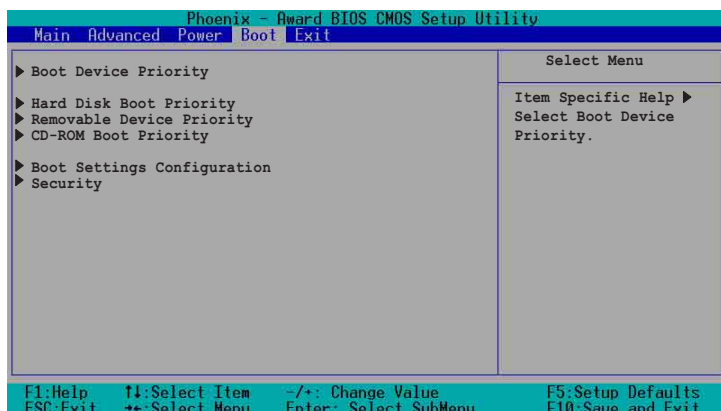 Phoenix - Award BIOS CMOS Setup Utility
Main Advanced Power Boot Exit
Boot Device Priority
Hard Disk Boot Priority
Removable Device Priority
CD-ROM Boot Priority
Boot Settings Configuration
Security
Select Menu
Item Specific Help ▶
Select Boot Device
Priority.
F1:Help ↑↓:Select Item -/+: Change Value F5:Setup Defaults
ESC:Exit →←:Select Menu Enter: Select SubMenu F10:Save and Exit